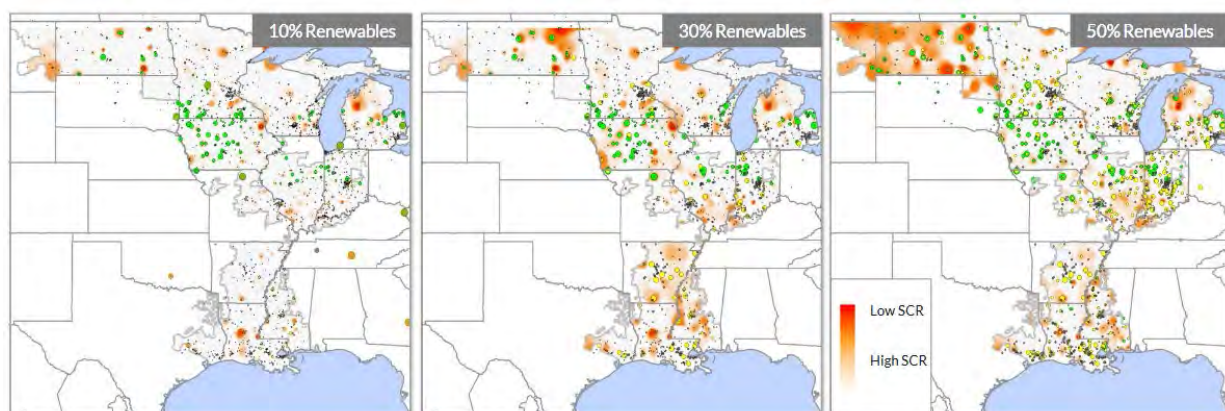 10% Renewables
30% Renewables
50% Renewables
Low SCR
High SCR